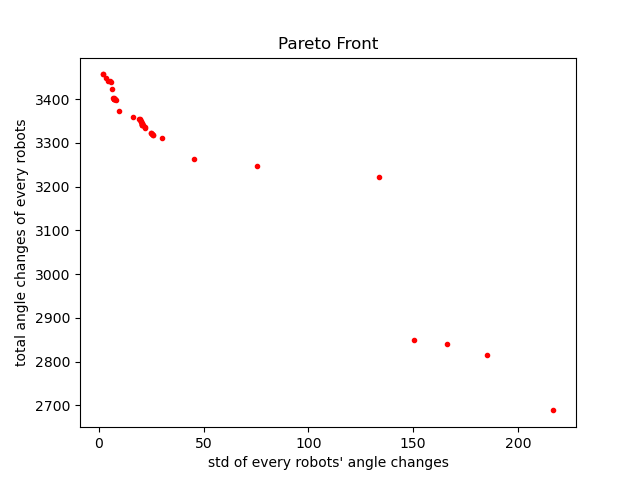 Pareto Front
total angle changes of every robots
3400
3300
3200
3100
3000
2900
2800
2700
0 50 100 150 200
std of every robots' angle changes